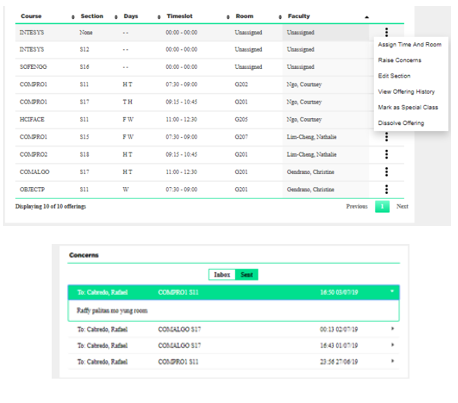 Course Section Days Timeslot Room Faculty
INTESYS None -- 00:00 - 00:00 Unassigned Unassigned
INTESYS S12 -- 00:00 - 00:00 Unassigned Unassigned
SOFENGG S16 -- 00:00 - 00:00 Unassigned Unassigned
COMPRO1 S11 H T 07:30 - 09:00 G202 Ngo, Courtney
COMPRO1 S17 T H 09:15 - 10:45 G201 Ngo, Courtney
HCIFACE S11 F W 11:00 - 12:30 G205 Ngo, Courtney
COMPRO1 S15 F W 07:30 - 09:00 G207 Lim-Cheng, Nathalie
COMPRO2 S18 H T 09:15 - 10:45 G201 Lim-Cheng, Nathalie
COMALGO S17 H T 11:00 - 12:30 G201 Gendrano, Christine
OBJECTP S11 W 07:30 - 09:00 G201 Gendrano, Christine
Assign Time And Room
Raise Concerns
Edit Section
View Offering History
Mark as Special Class
Dissolve Offering
Displaying 10 of 10 offerings Previous 1 Next
Concerns
Inbox Sent
To: Cabredo, Rafael COMPRO1 S11 16:50 03/07/19
Raffy palitan mo yung room
To: Cabredo, Rafael COMALGO S17 00:13 02/07/19
To: Cabredo, Rafael COMALGO S17 16:43 01/07/19
To: Cabredo, Rafael COMPRO1 S11 23:56 27/06/19